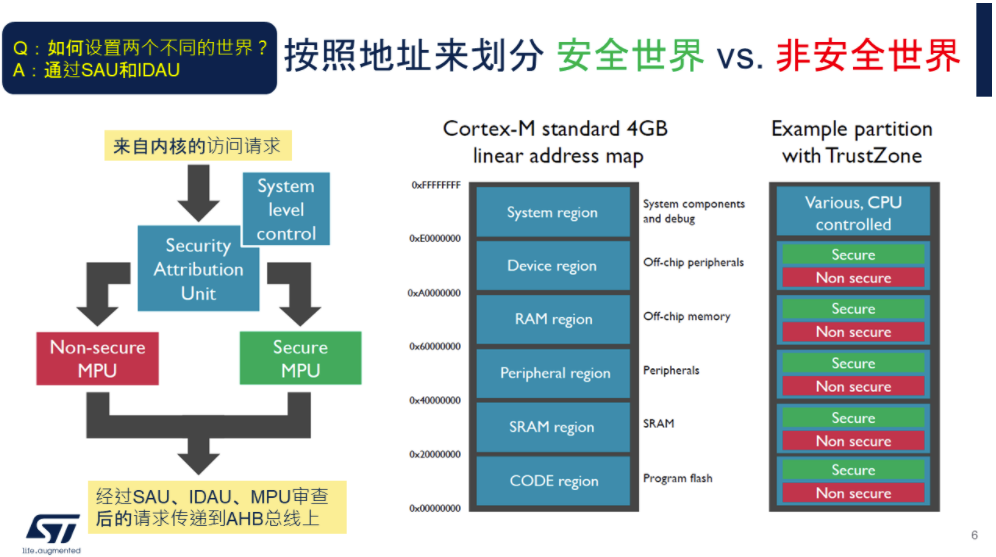 Q：如何设置两个不同的世界？
A：通过SAU和IDAU
按照地址来划分 安全世界 vs. 非安全世界
来自内核的访问请求
System
level
control
Security
Attribution
Unit
Non-secure
MPU
Secure
MPU
经过SAU、IDAU、MPU审查
后的请求传递到AHB总线上
Cortex-M standard 4GB
linear address map
0xFFFFFFFF
System region
System components
and debug
0xE0000000
Device region
Off-chip peripherals
0xA0000000
RAM region
Off-chip memory
0x60000000
Peripheral region
Peripherals
0x40000000
SRAM region
SRAM
0x20000000
CODE region
Program flash
0x00000000
Example partition
with TrustZone
Various, CPU
controlled
Secure
Non secure
Secure
Non secure
Secure
Non secure
Secure
Non secure
Secure
Non secure
ST
life.augmented
6